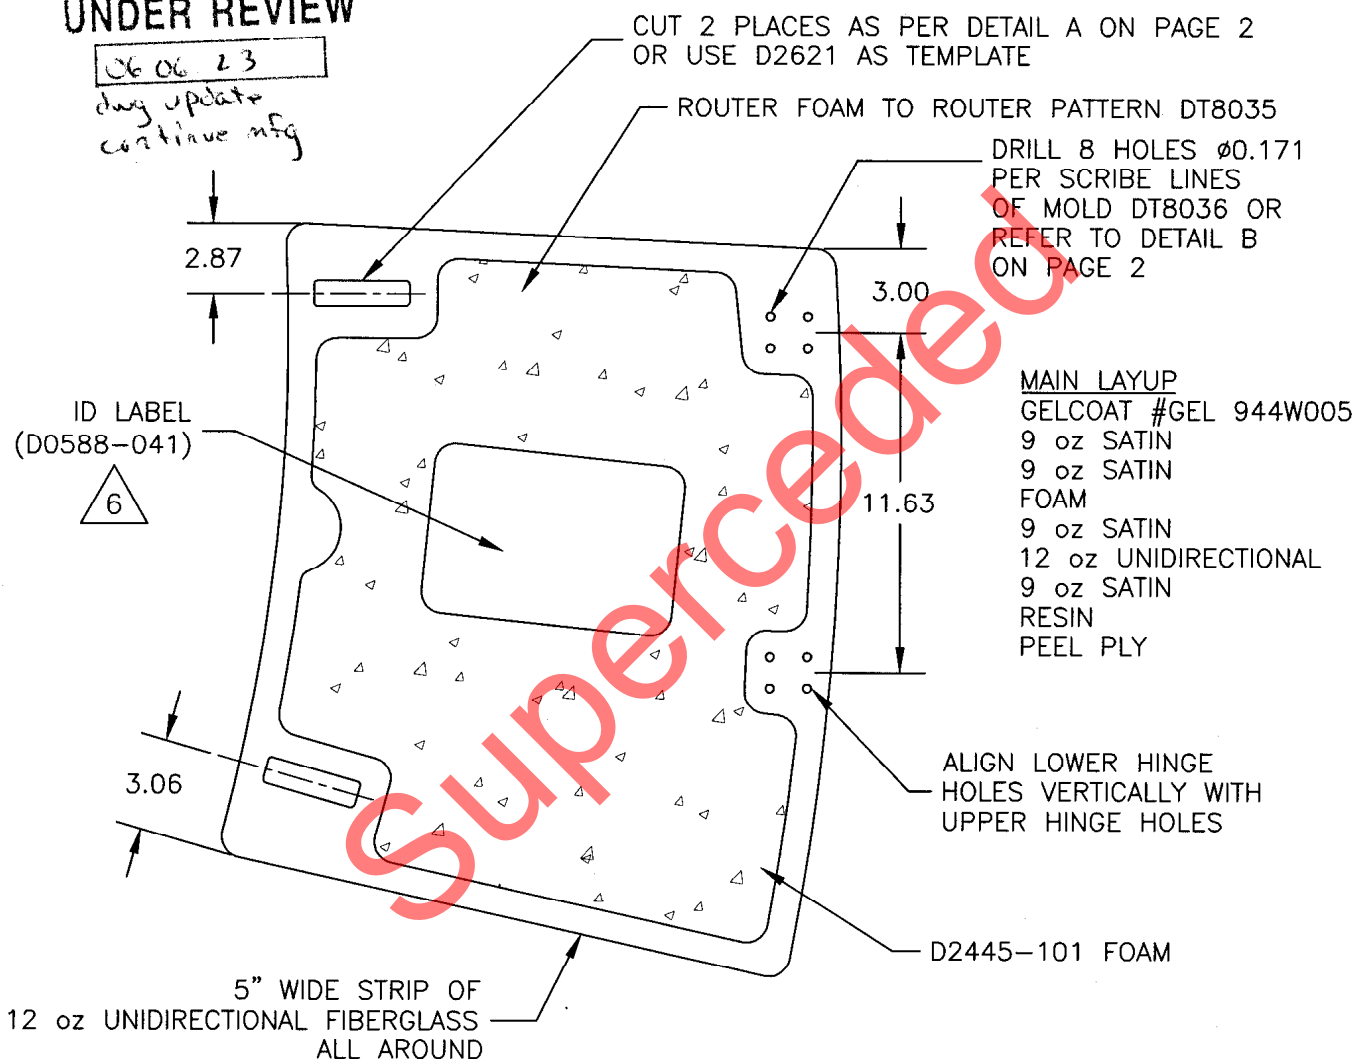 UNDER REVIEW
06 06 23
dwg update
continue mfg
CUT 2 PLACES AS PER DETAIL A ON PAGE 2
OR USE D2621 AS TEMPLATE
ROUTER FOAM TO ROUTER PATTERN DT8035
DRILL 8 HOLES ø0.171
PER SCRIBE LINES
OF MOLD DT8036 OR
REFER TO DETAIL B
ON PAGE 2
2.87
3.00
ID LABEL
(D0588-041)
6
MAIN LAYUP
GELCOAT #GEL 944W005
9 oz SATIN
9 oz SATIN
FOAM
9 oz SATIN
12 oz UNIDIRECTIONAL
9 oz SATIN
RESIN
PEEL PLY
11.63
3.06
ALIGN LOWER HINGE
HOLES VERTICALLY WITH
UPPER HINGE HOLES
D2445-101 FOAM
5" WIDE STRIP OF
12 oz UNIDIRECTIONAL FIBERGLASS
ALL AROUND
Superceded